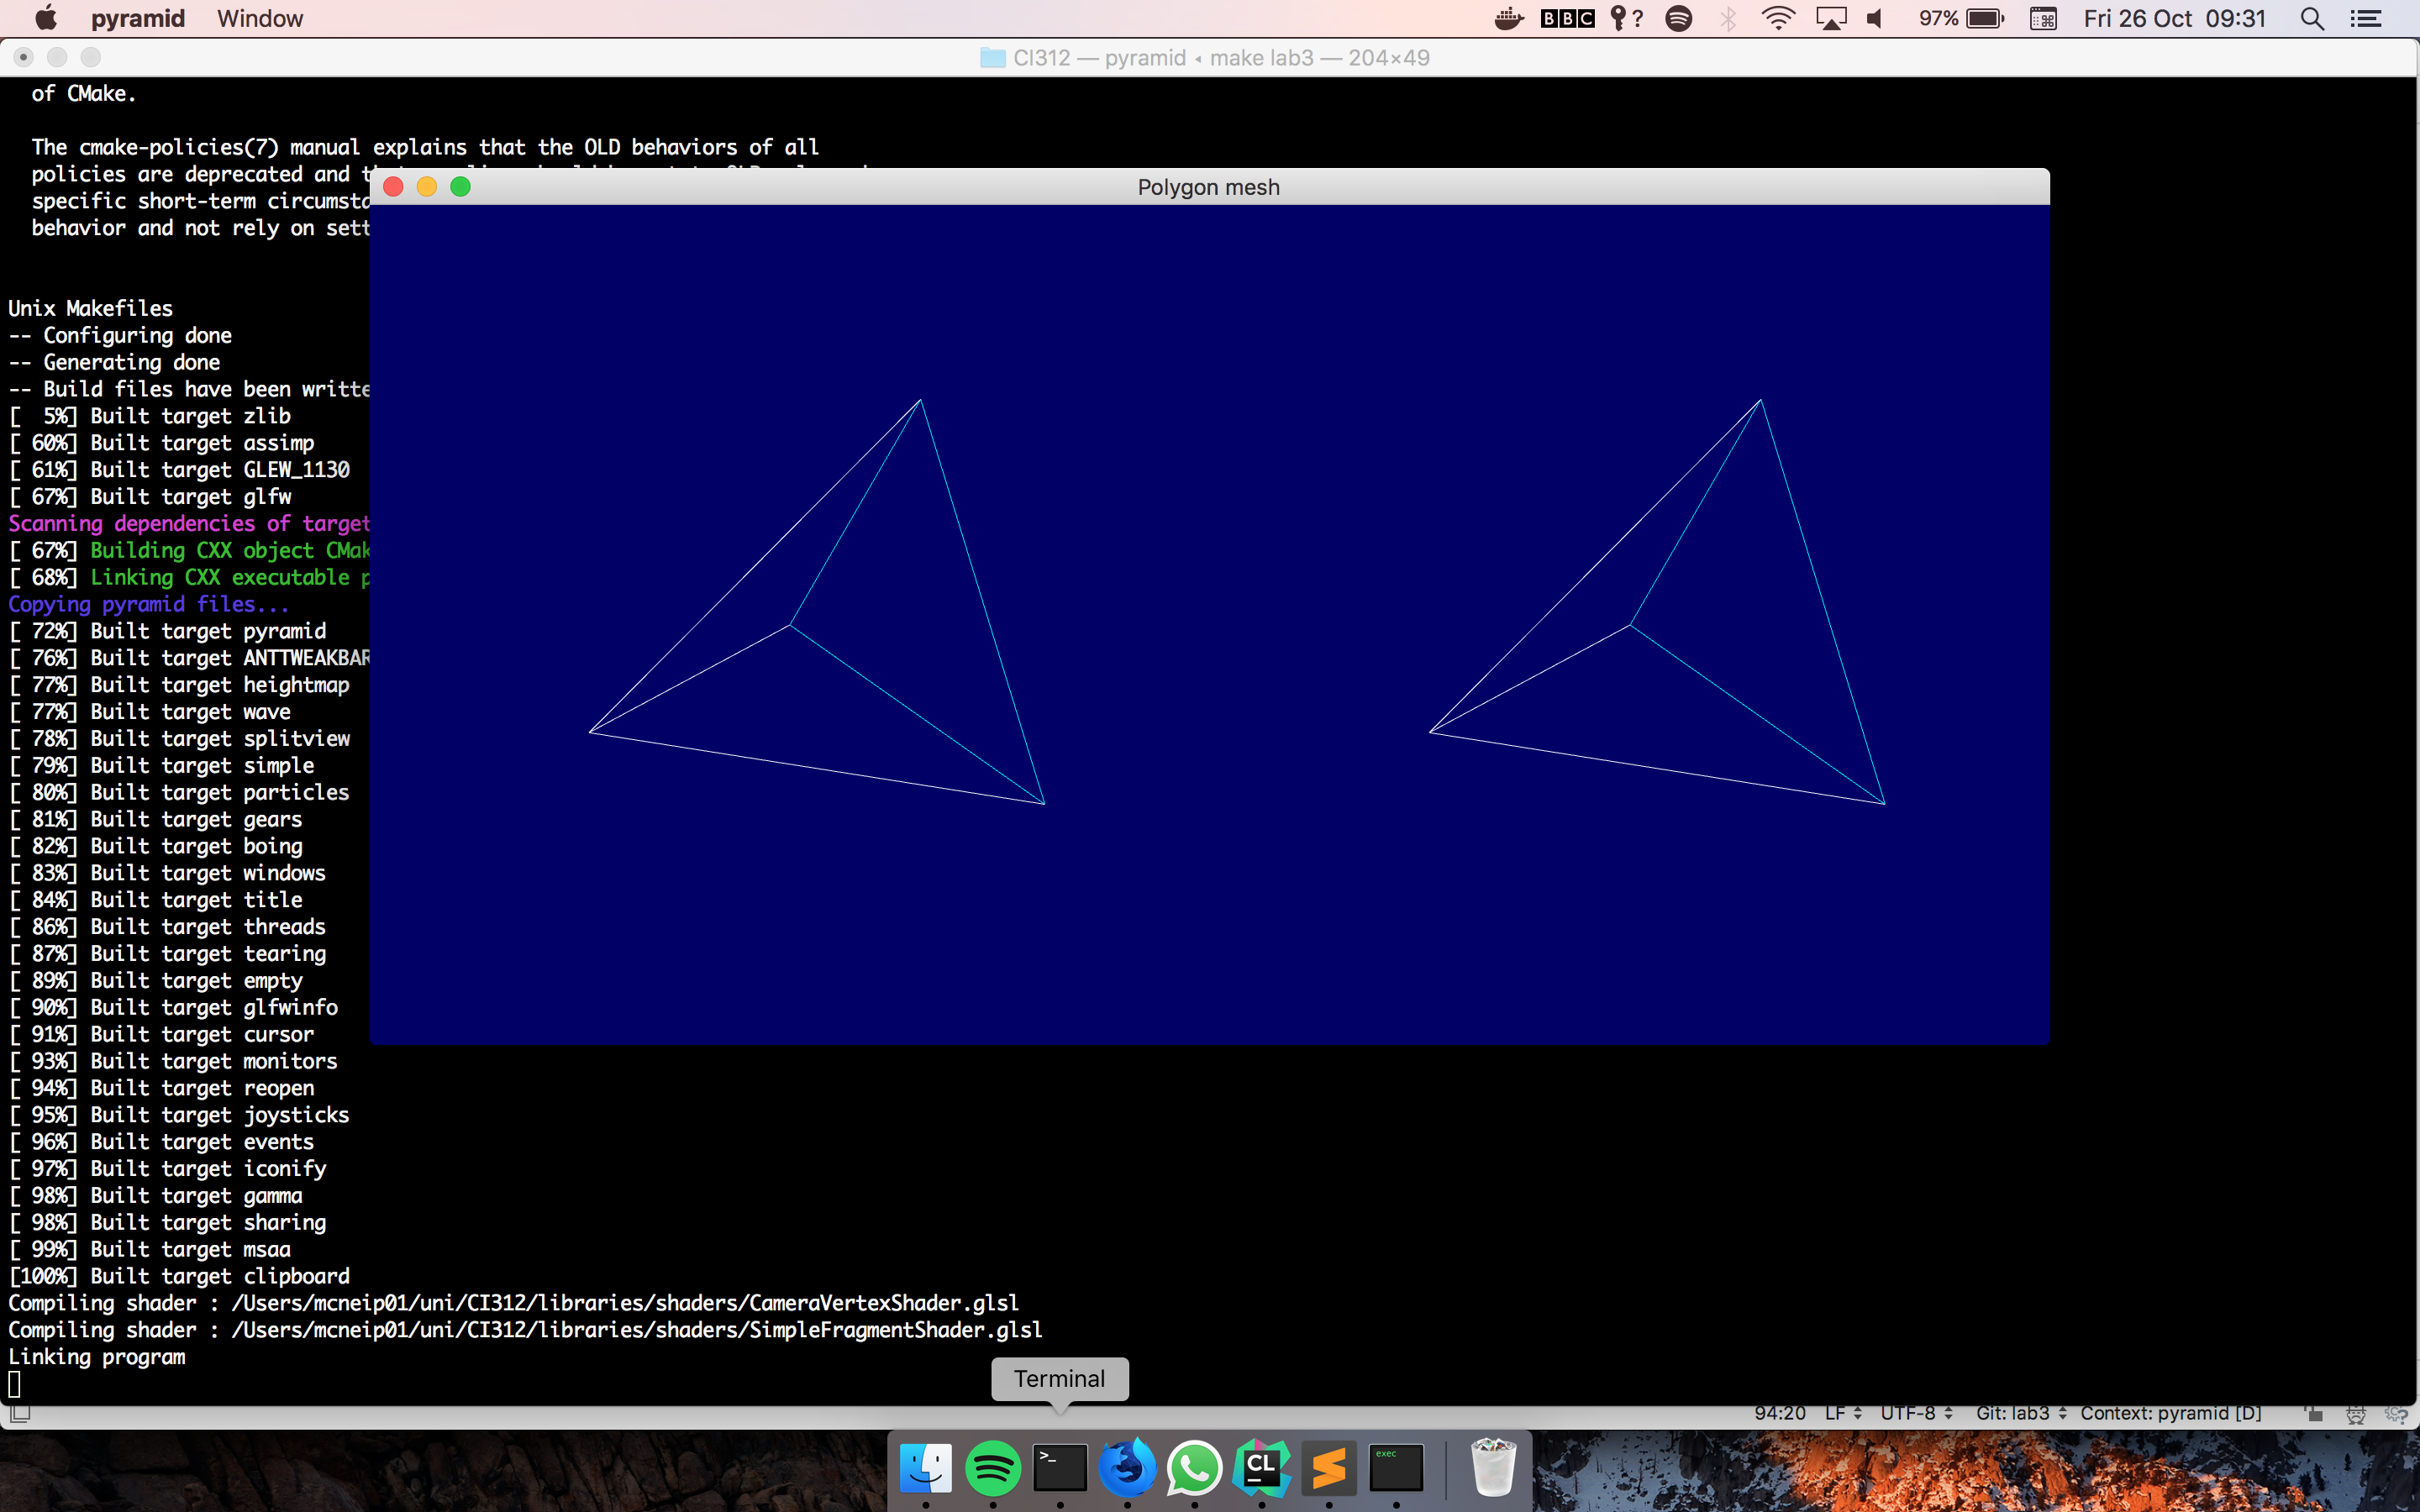 pyramid Window BBC ? 97% Fri 26 Oct 09:31
CI312 — pyramid ◂ make lab3 — 204×49
of CMake.
The cmake-policies(7) manual explains that the OLD behaviors of all
policies are deprecated and
specific short-term
behavior and not rely on
Polygon mesh
Unix Makefiles
-- Configuring done
-- Generating done
-- Build files have been
[  5%] Built target zlib
[ 60%] Built target assimp
[ 61%] Built target GLEW_1130
[ 67%] Built target glfw
Scanning dependencies of target
[ 67%] Building CXX object
[ 68%] Linking CXX executable
Copying pyramid files...
[ 72%] Built target pyramid
[ 76%] Built target ANTTWEAKBAR
[ 77%] Built target heightmap
[ 77%] Built target wave
[ 78%] Built target splitview
[ 79%] Built target simple
[ 80%] Built target particles
[ 81%] Built target gears
[ 82%] Built target boing
[ 83%] Built target windows
[ 84%] Built target title
[ 86%] Built target threads
[ 87%] Built target tearing
[ 89%] Built target empty
[ 90%] Built target glfwinfo
[ 91%] Built target cursor
[ 93%] Built target monitors
[ 94%] Built target reopen
[ 95%] Built target joysticks
[ 96%] Built target events
[ 97%] Built target iconify
[ 98%] Built target gamma
[ 98%] Built target sharing
[ 99%] Built target msaa
[100%] Built target clipboard
Compiling shader : /Users/mcneip01/uni/CI312/libraries/shaders/CameraVertexShader.glsl
Compiling shader : /Users/mcneip01/uni/CI312/libraries/shaders/SimpleFragmentShader.glsl
Linking program
Terminal
94:20 LF UTF-8 Git: lab3 Context: pyramid [D]
>_ CL exec